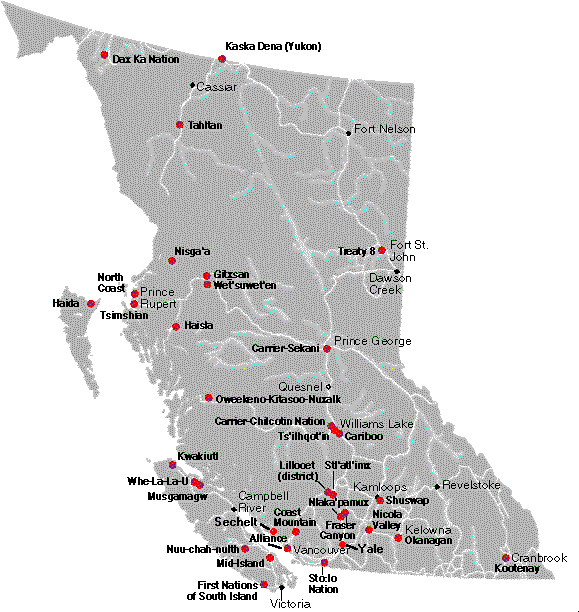 Kaska Dena (Yukon)
Dax Ka Nation
Cassiar
Tahltan
Fort Nelson
Nisga'a
Treaty 8
Fort St.
John
Gitxsan
Wet'suwet'en
North
Coast
Prince
Rupert
Dawson
Creek
Haida
Tsimshian
Haisla
Prince George
Carrier-Sekani
Quesnel
Oweekeno-Kitasoo-Nuxalk
Carrier-Chilcotin Nation
Williams Lake
Ts'ilhqot'in
Cariboo
Kwakiutl
Lillooet
(district)
Stl'atl'imx
Whe-La-La-U
Musgamagw
Kamloops
Revelstoke
Nlaka'pamux
Shuswap
Campbell
River
Coast
Mountain
Nicola
Valley
Sechelt
Fraser
Canyon
Kelowna
Okanagan
Alliance
Nuu-chah-nulth
Vancouver
Yale
Mid-Island
Cranbrook
Kootenay
Sto:lo
Nation
First Nations
of South Island
Victoria